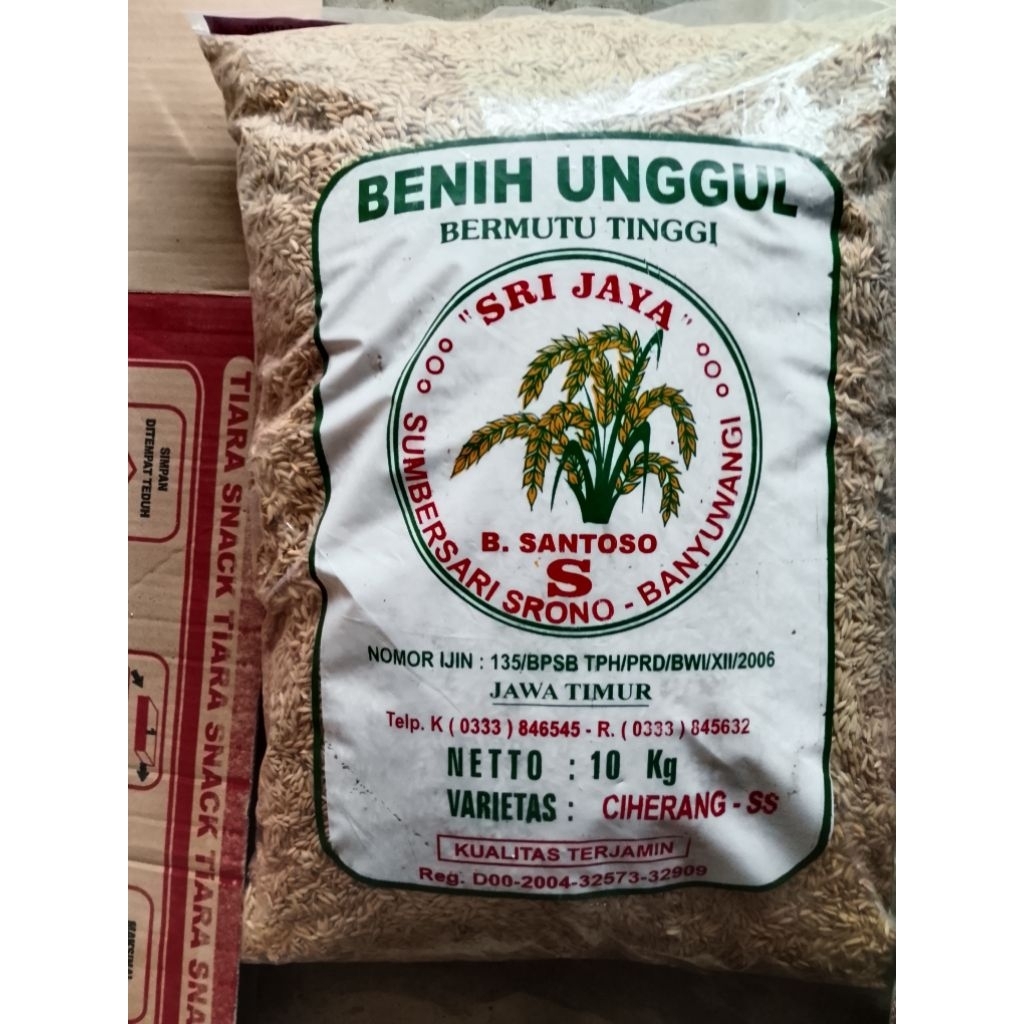 BENIH UNGGUL
BERMUTU TINGGI
"SRI JAYA"
SUMBERSARI SRONO - BANYUWANGI
B. SANTOSO
S
NOMOR IJIN : 135/BPSB TPH/PRD/BWI/XII/2006
JAWA TIMUR
Telp. K ( 0333 ) 846545 - R. ( 0333 ) 845632
NETTO : 10 Kg
VARIETAS : CIHERANG - SS
KUALITAS TERJAMIN
Reg. D00-2004-32573-32909
TIARA SNACK TIARA SNACK TIARA SNA
SIMPAN
DITEMPAT TEDUH
1